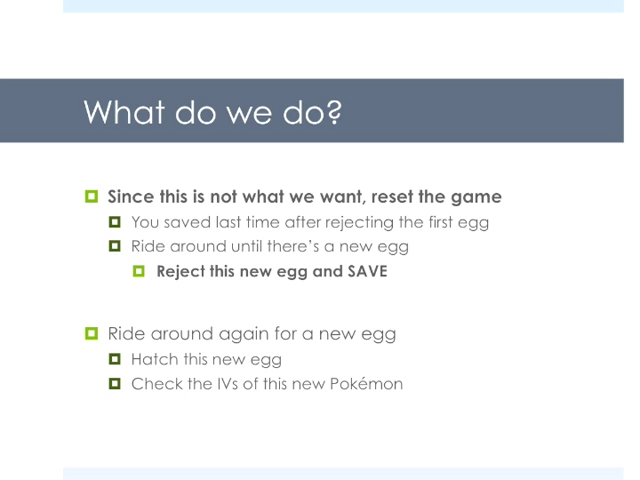 What do we do?
Since this is not what we want, reset the game
You saved last time after rejecting the first egg
Ride around until there's a new egg
Reject this new egg and SAVE
Ride around again for a new egg
Hatch this new egg
Check the IVs of this new Pokémon